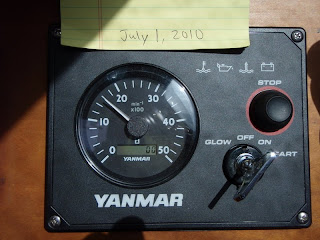 July 1, 2010
20
30
min⁻¹
x100
10
40
0
50
YANMAR
STOP
OFF
GLOW
ON
START
YANMAR